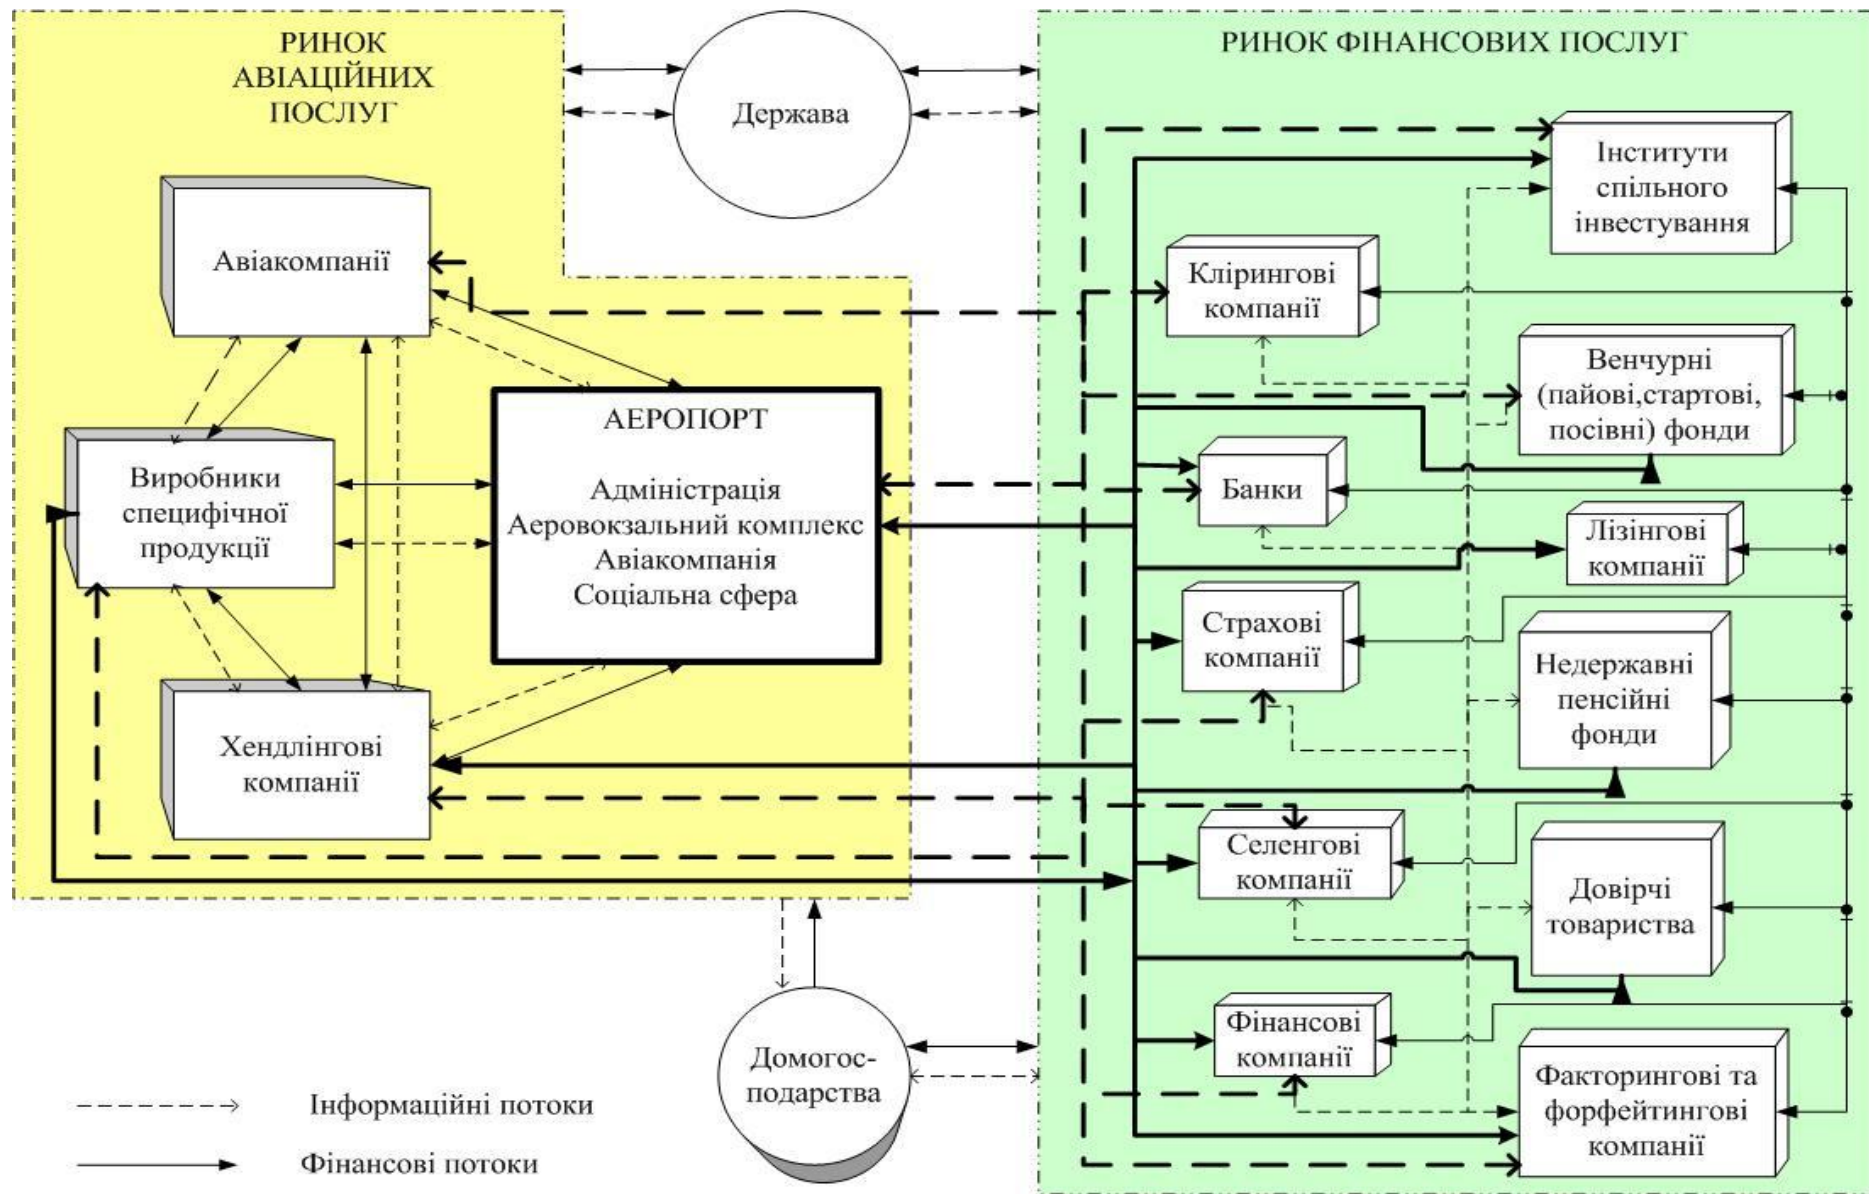 РИНОК
АВІАЦІЙНИХ
ПОСЛУГ
Держава
РИНОК ФІНАНСОВИХ ПОСЛУГ
Авіакомпанії
АЕРОПОРТ
Адміністрація
Аеровокзальний комплекс
Авіакомпанія
Соціальна сфера
Виробники
специфічної
продукції
Хендлінгові
компанії
Інститути
спільного
інвестування
Клірингові
компанії
Венчурні
(пайові,стартові,
посівні) фонди
Банки
Лізингові
компанії
Страхові
компанії
Недержавні
пенсійні
фонди
Селенгові
компанії
Довірчі
товариства
Фінансові
компанії
Факторингові та
форфейтингові
компанії
Домогос-
подарства
Інформаційні потоки
Фінансові потоки